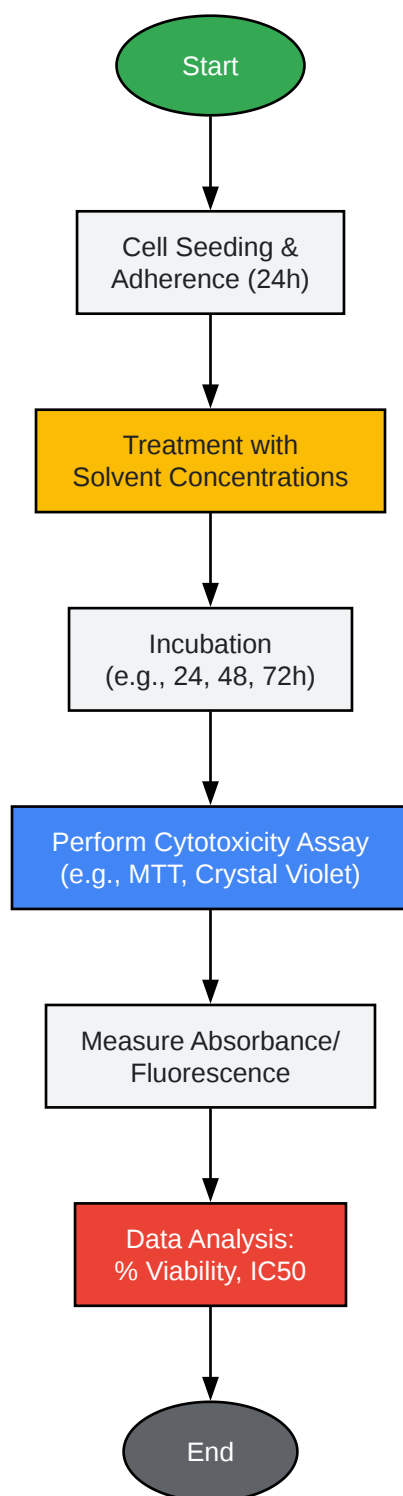 Start
Cell Seeding &
Adherence (24h)
Treatment with
Solvent Concentrations
Incubation
(e.g., 24, 48, 72h)
Perform Cytotoxicity Assay
(e.g., MTT, Crystal Violet)
Measure Absorbance/
Fluorescence
Data Analysis:
% Viability, IC50
End